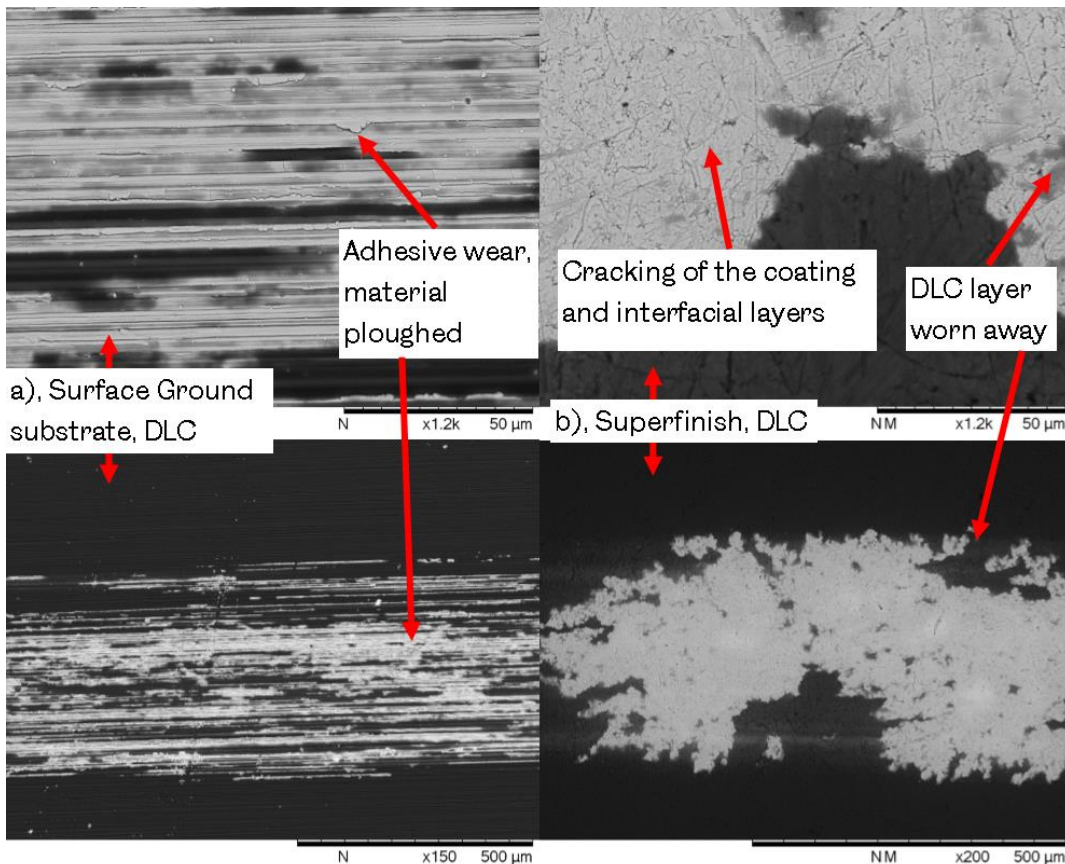 Adhesive wear,
material
ploughed
Cracking of the coating
and interfacial layers
DLC layer
worn away
a), Surface Ground
substrate, DLC
N x1.2k 50 µm
b), Superfinish, DLC
NM x1.2k 50 µm
N x150 500 µm
NM x200 500 µm